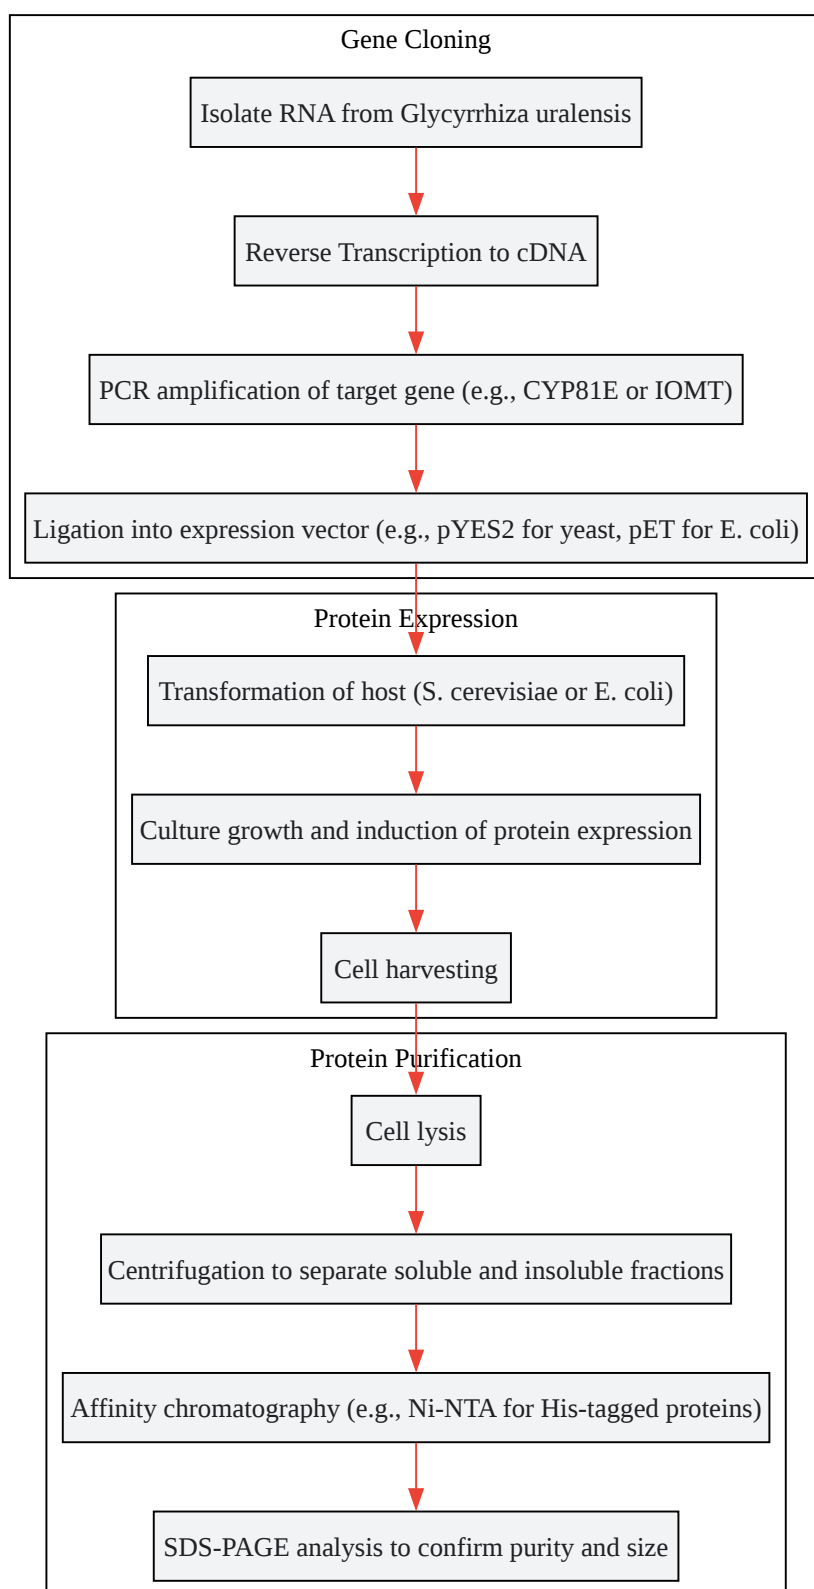 Gene Cloning
Isolate RNA from Glycyrrhiza uralensis
Reverse Transcription to cDNA
PCR amplification of target gene (e.g., CYP81E or IOMT)
Ligation into expression vector (e.g., pYES2 for yeast, pET for E. coli)
Protein Expression
Transformation of host (S. cerevisiae or E. coli)
Culture growth and induction of protein expression
Cell harvesting
Protein Purification
Cell lysis
Centrifugation to separate soluble and insoluble fractions
Affinity chromatography (e.g., Ni-NTA for His-tagged proteins)
SDS-PAGE analysis to confirm purity and size